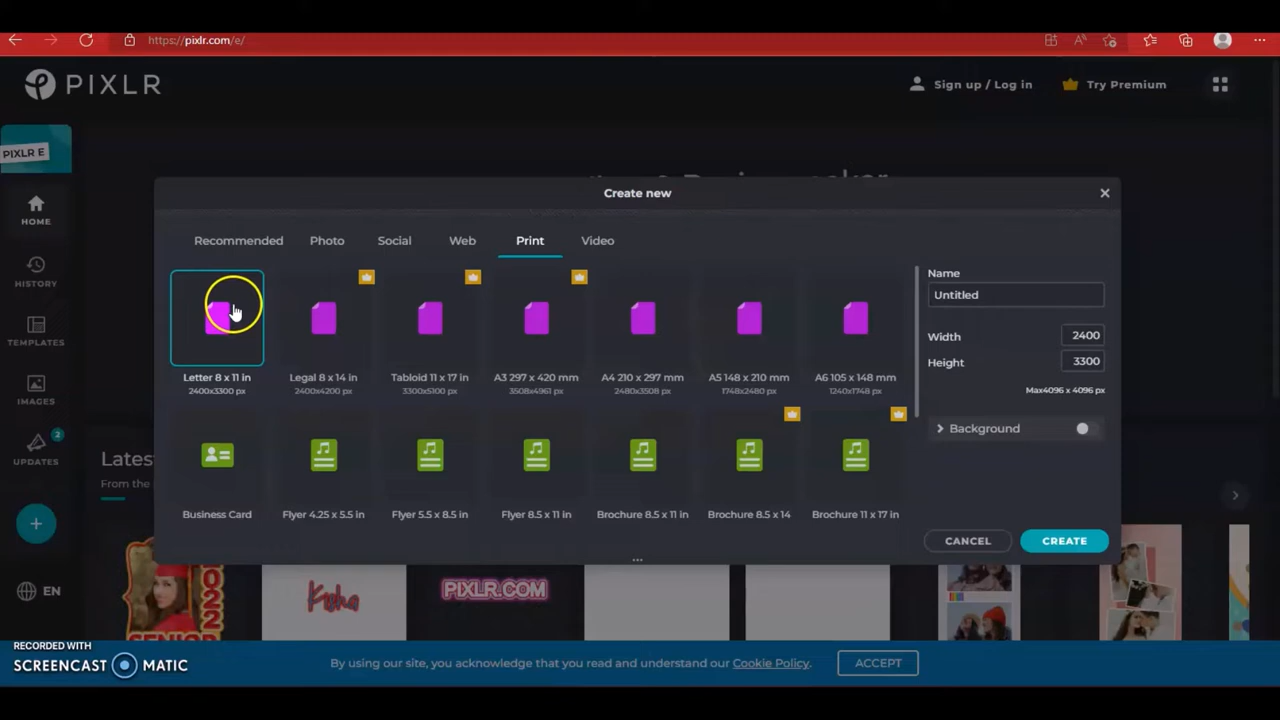 https://pixlr.com/e/
PIXLR
Sign up / Log in
Try Premium
PIXLR E
Create new
HOME
Recommended
Photo
Social
Web
Print
Video
HISTORY
Name
Untitled
Width
2400
Height
3300
Max4096 x 4096 px
TEMPLATES
Letter 8 x 11 in
2400x3300 px
Legal 8 x 14 in
2400x4200 px
Tabloid 11 x 17 in
3300x5100 px
A3 297 x 420 mm
3508x4961 px
A4 210 x 297 mm
2480x3508 px
A5 148 x 210 mm
1748x2480 px
A6 105 x 148 mm
1240x1748 px
IMAGES
Background
UPDATES
2
Latest
From the
Business Card
Flyer 4.25 x 5.5 in
Flyer 5.5 x 8.5 in
Flyer 8.5 x 11 in
Brochure 8.5 x 11 in
Brochure 8.5 x 14
Brochure 11 x 17 in
CANCEL
CREATE
EN
2022
SENIOR
Kisha
PIXLR.COM
RECORDED WITH
SCREENCAST MATIC
By using our site, you acknowledge that you read and understand our Cookie Policy.
ACCEPT